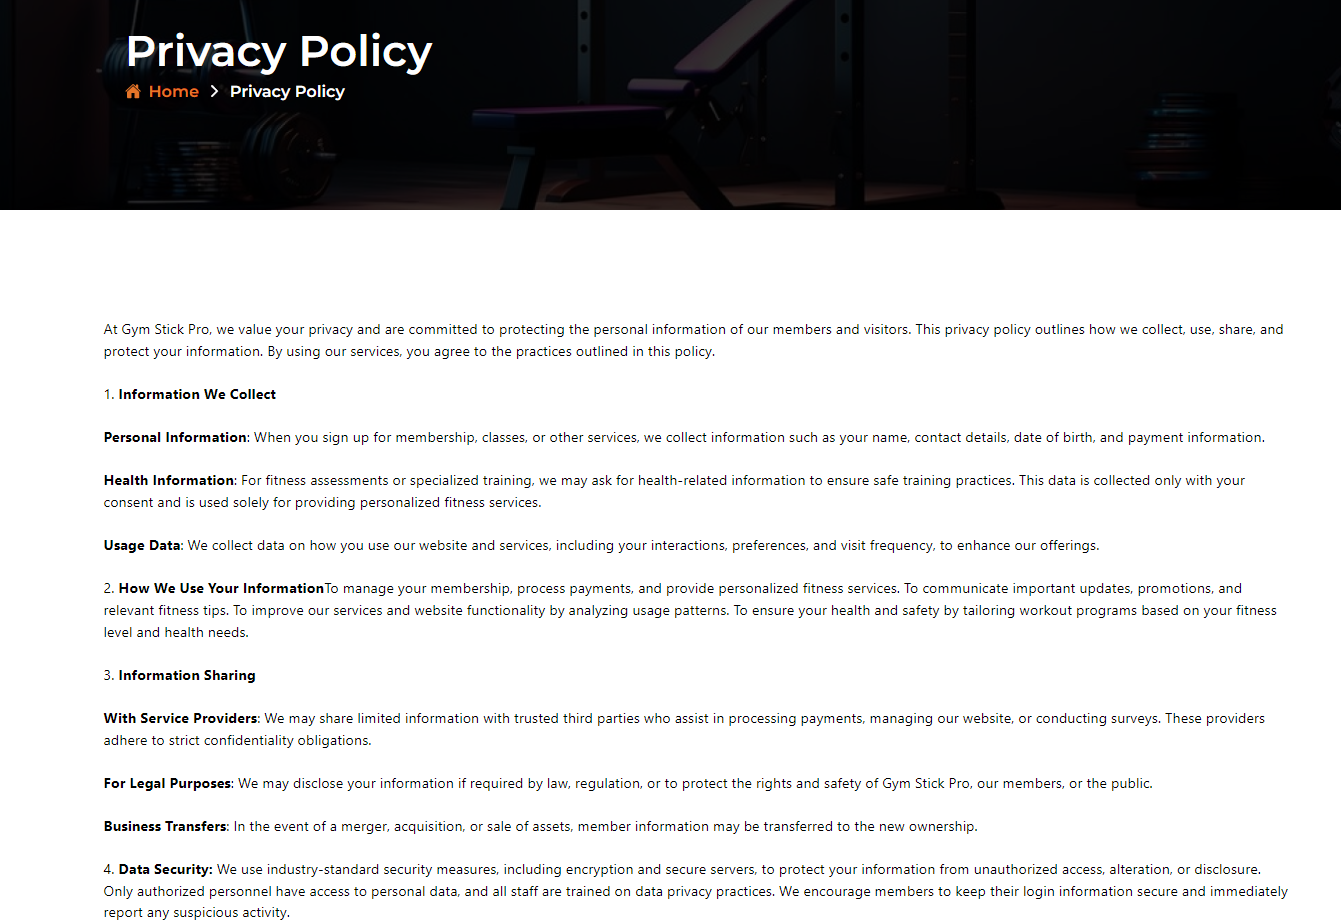 Privacy Policy
Home > Privacy Policy
At Gym Stick Pro, we value your privacy and are committed to protecting the personal information of our members and visitors. This privacy policy outlines how we collect, use, share, and
protect your information. By using our services, you agree to the practices outlined in this policy.
1. Information We Collect
Personal Information: When you sign up for membership, classes, or other services, we collect information such as your name, contact details, date of birth, and payment information.
Health Information: For fitness assessments or specialized training, we may ask for health-related information to ensure safe training practices. This data is collected only with your
consent and is used solely for providing personalized fitness services.
Usage Data: We collect data on how you use our website and services, including your interactions, preferences, and visit frequency, to enhance our offerings.
2. How We Use Your InformationTo manage your membership, process payments, and provide personalized fitness services. To communicate important updates, promotions, and
relevant fitness tips. To improve our services and website functionality by analyzing usage patterns. To ensure your health and safety by tailoring workout programs based on your fitness
level and health needs.
3. Information Sharing
With Service Providers: We may share limited information with trusted third parties who assist in processing payments, managing our website, or conducting surveys. These providers
adhere to strict confidentiality obligations.
For Legal Purposes: We may disclose your information if required by law, regulation, or to protect the rights and safety of Gym Stick Pro, our members, or the public.
Business Transfers: In the event of a merger, acquisition, or sale of assets, member information may be transferred to the new ownership.
4. Data Security: We use industry-standard security measures, including encryption and secure servers, to protect your information from unauthorized access, alteration, or disclosure.
Only authorized personnel have access to personal data, and all staff are trained on data privacy practices. We encourage members to keep their login information secure and immediately
report any suspicious activity.